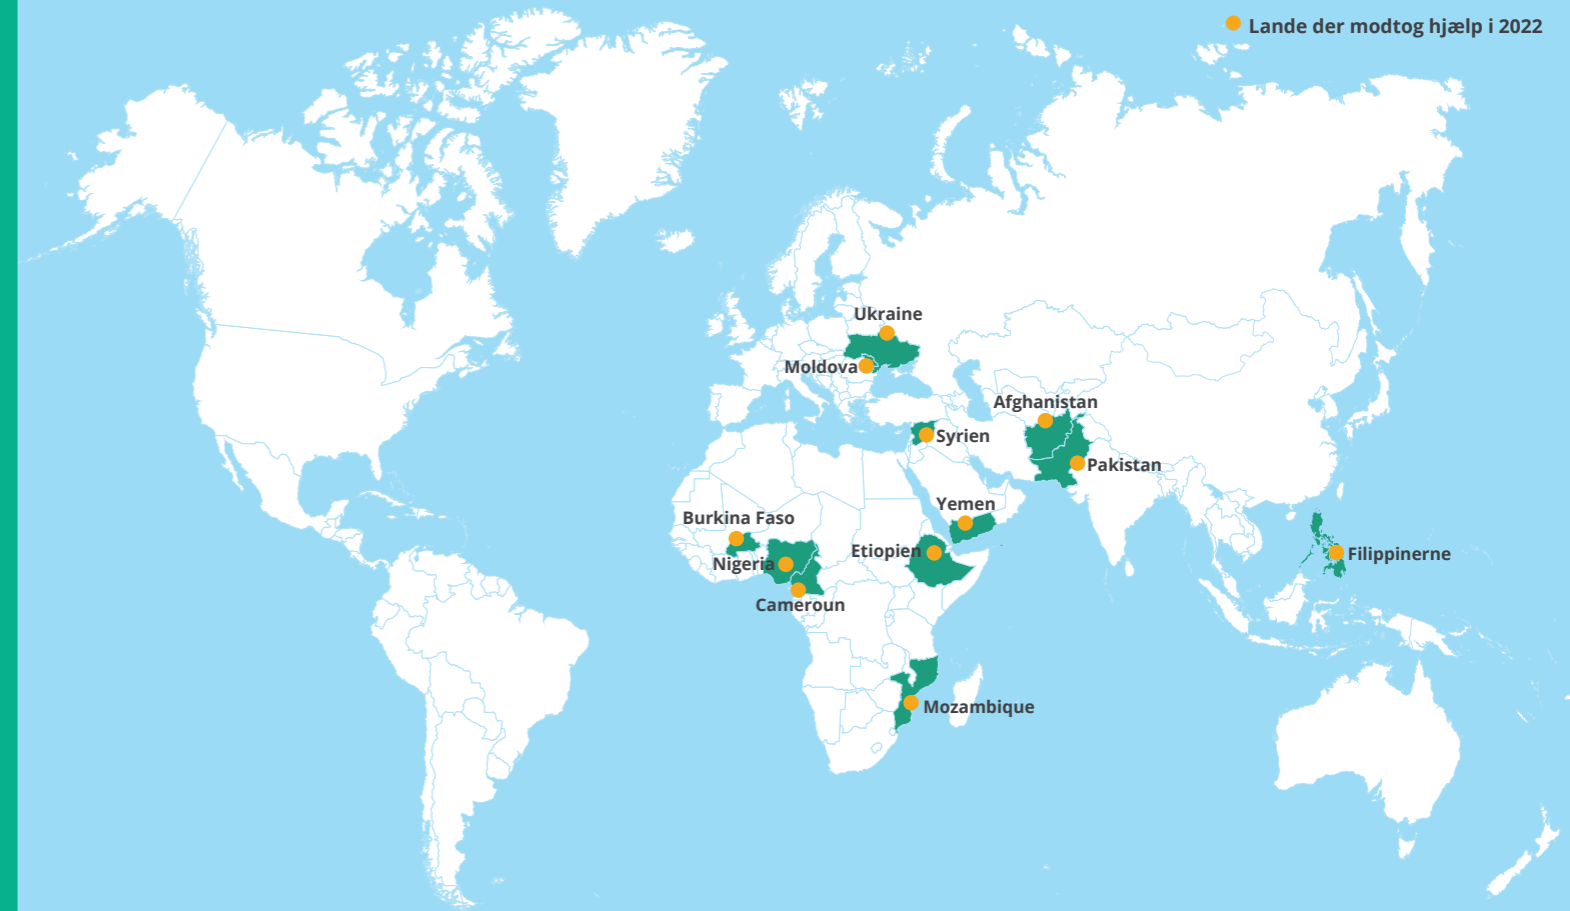 Lande der modtog hjælp i 2022
Ukraine
Moldova
Afghanistan
Syrien
Pakistan
Yemen
Burkina Faso
Etiopien
Filippinerne
Nigeria
Cameroun
Mozambique